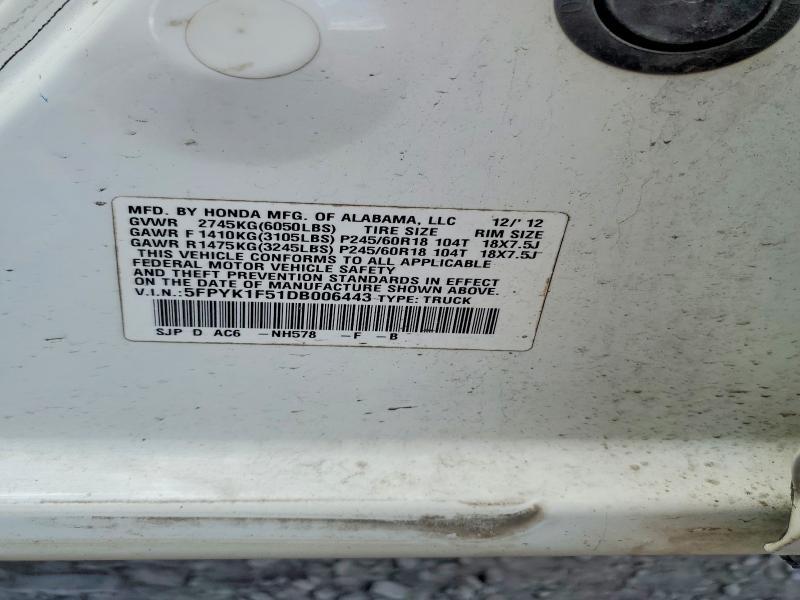 MFD. BY HONDA MFG. OF ALABAMA, LLC 12/'12
GVWR 2745KG(6050LBS) TIRE SIZE RIM SIZE
GAWR F 1410KG(3105LBS) P245/60R18 104T 18X7.5J
GAWR R1475KG(3245LBS) P245/60R18 104T 18X7.5J
THIS VEHICLE CONFORMS TO ALL APPLICABLE
FEDERAL MOTOR VEHICLE SAFETY
AND THEFT PREVENTION STANDARDS IN EFFECT
ON THE DATE OF MANUFACTURE SHOWN ABOVE.
V.I.N.:5FPYK1F51DB006443 TYPE: TRUCK
SJP D AC6 -NH578 -F -B